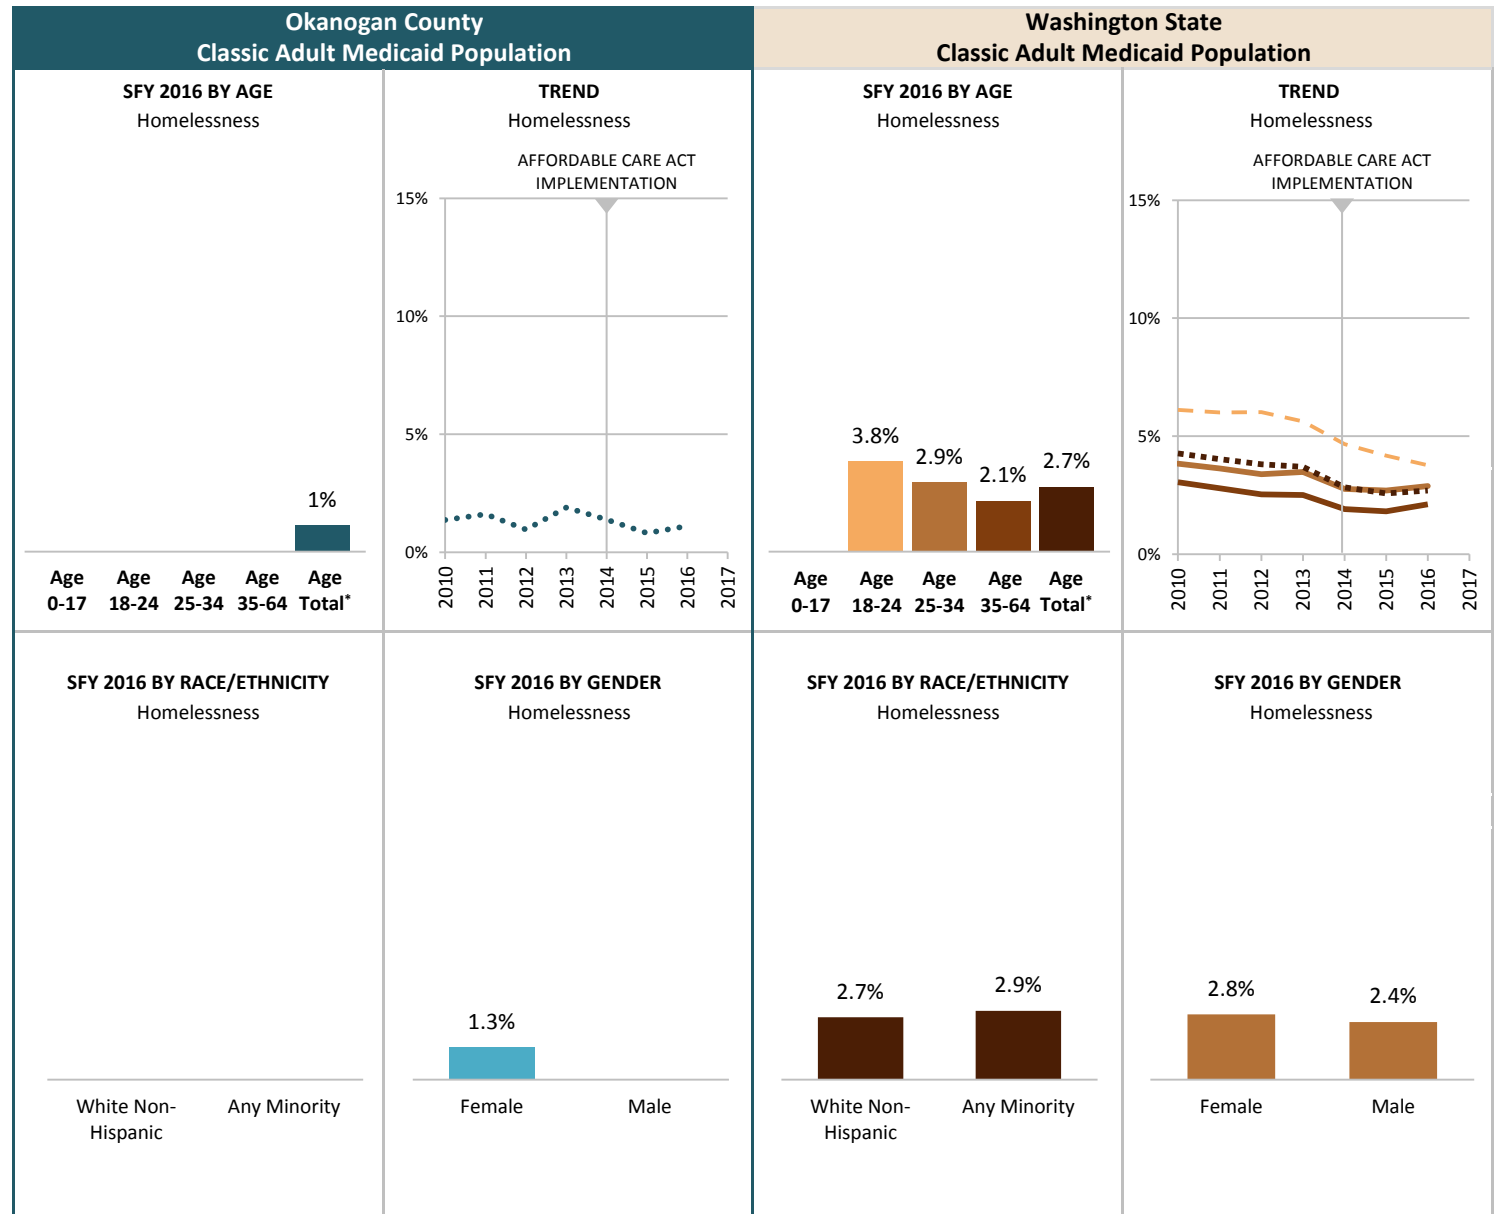 Okanogan County
Classic Adult Medicaid Population
Washington State
Classic Adult Medicaid Population
SFY 2016 BY AGE
Homelessness
1%
Age 0-17
Age 18-24
Age 25-34
Age 35-64
Age Total*
TREND
Homelessness
AFFORDABLE CARE ACT
IMPLEMENTATION
15%
10%
5%
0%
2010
2011
2012
2013
2014
2015
2016
2017
SFY 2016 BY AGE
Homelessness
3.8%
2.9%
2.1%
2.7%
Age 0-17
Age 18-24
Age 25-34
Age 35-64
Age Total*
TREND
Homelessness
AFFORDABLE CARE ACT
IMPLEMENTATION
15%
10%
5%
0%
2010
2011
2012
2013
2014
2015
2016
2017
SFY 2016 BY RACE/ETHNICITY
Homelessness
White Non-
Hispanic
Any Minority
SFY 2016 BY GENDER
Homelessness
1.3%
Female
Male
SFY 2016 BY RACE/ETHNICITY
Homelessness
2.7%
2.9%
White Non-
Hispanic
Any Minority
SFY 2016 BY GENDER
Homelessness
2.8%
2.4%
Female
Male